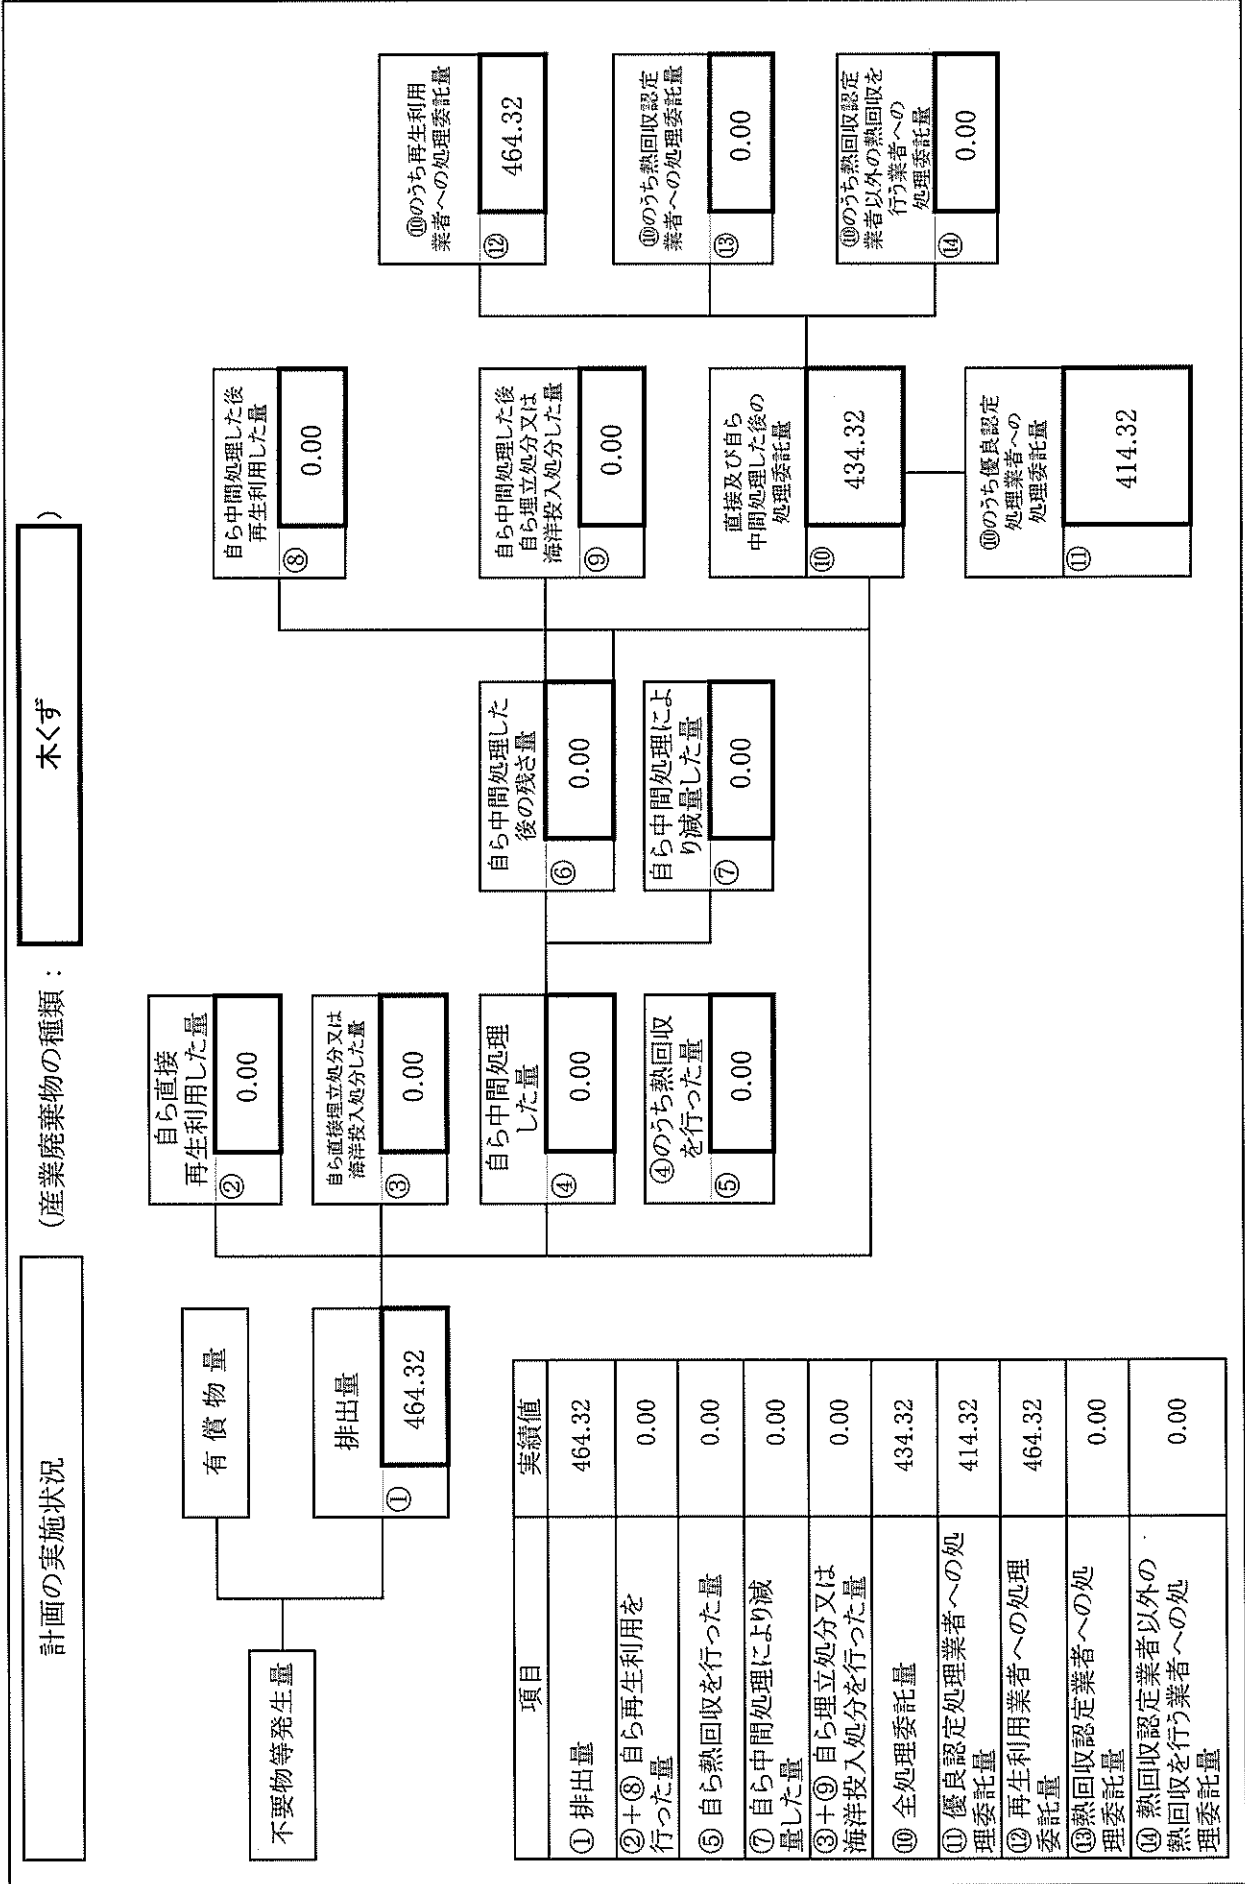 計画の実施状況
(産業廃棄物の種類:
木くず
)
不要物等発生量
有償物量
排出量
①
464.32
自ら直接
再生利用した量
②
0.00
自ら直接埋立処分又は
海洋投入処分した量
③
0.00
自ら中間処理
した量
④
0.00
④のうち熱回収
を行った量
⑤
0.00
自ら中間処理した
後の残さ量
⑥
0.00
自ら中間処理によ
り減量した量
⑦
0.00
自ら中間処理した後
再生利用した量
⑧
0.00
自ら中間処理した後
自ら埋立処分又は
海洋投入処分した量
⑨
0.00
直接及び自ら
中間処理した後の
処理委託量
⑩
434.32
⑩のうち優良認定
処理業者への
処理委託量
⑪
414.32
⑩のうち再生利用
業者への処理委託量
⑫
464.32
⑩のうち熱回収認定
業者への処理委託量
⑬
0.00
⑩のうち熱回収認定
業者以外の熱回収を
行う業者への
処理委託量
⑭
0.00
項目
実績値
①排出量
464.32
②+⑧自ら再生利用を
行った量
0.00
⑤自ら熱回収を行った量
0.00
⑦自ら中間処理により減
量した量
0.00
③+⑨自ら埋立処分又は
海洋投入処分を行った量
0.00
⑩全処理委託量
434.32
⑪優良認定処理業者への処
理委託量
414.32
⑫再生利用業者への処理
委託量
464.32
⑬熱回収認定業者への処
理委託量
0.00
⑭熱回収認定業者以外の
熱回収を行う業者への処
理委託量
0.00